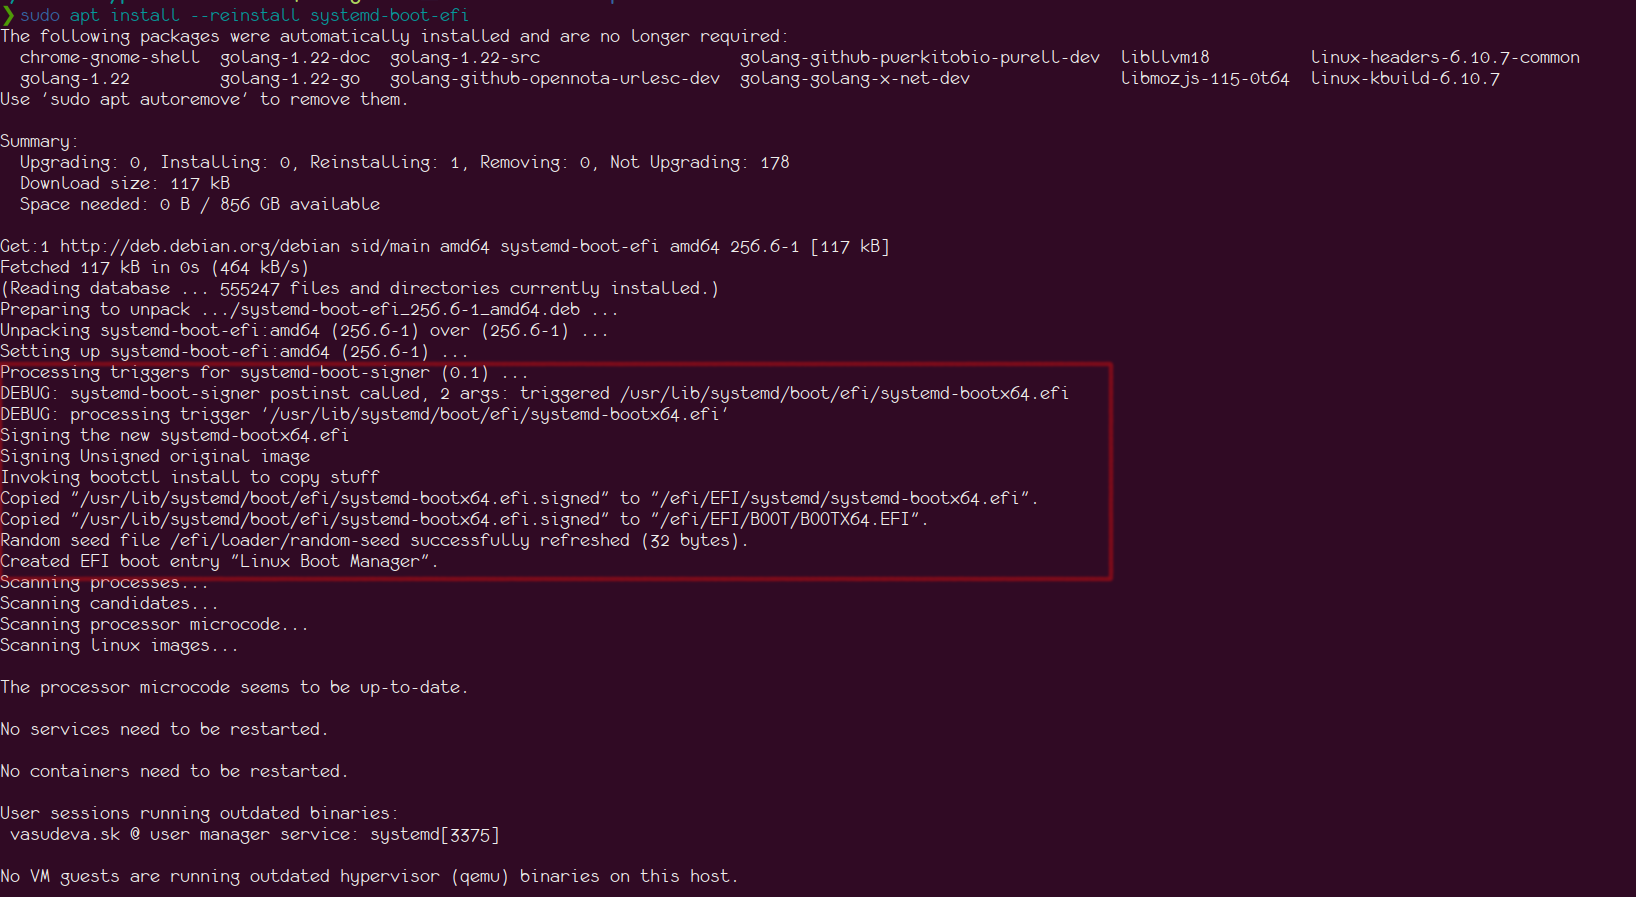 ❯ sudo apt install --reinstall systemd-boot-efi
The following packages were automatically installed and are no longer required:
  chrome-gnome-shell  golang-1.22-doc  golang-1.22-src                    golang-github-puerkitobio-purell-dev  libllvm18          linux-headers-6.10.7-common
  golang-1.22         golang-1.22-go   golang-github-opennota-urlesc-dev  golang-golang-x-net-dev               libmozjs-115-0t64  linux-kbuild-6.10.7
Use 'sudo apt autoremove' to remove them.
Summary:
  Upgrading: 0, Installing: 0, Reinstalling: 1, Removing: 0, Not Upgrading: 178
  Download size: 117 kB
  Space needed: 0 B / 856 GB available
Get:1 http://deb.debian.org/debian sid/main amd64 systemd-boot-efi amd64 256.6-1 [117 kB]
Fetched 117 kB in 0s (464 kB/s)
(Reading database ... 555247 files and directories currently installed.)
Preparing to unpack .../systemd-boot-efi_256.6-1_amd64.deb ...
Unpacking systemd-boot-efi:amd64 (256.6-1) over (256.6-1) ...
Setting up systemd-boot-efi:amd64 (256.6-1) ...
Processing triggers for systemd-boot-signer (0.1) ...
DEBUG: systemd-boot-signer postinst called, 2 args: triggered /usr/lib/systemd/boot/efi/systemd-bootx64.efi
DEBUG: processing trigger '/usr/lib/systemd/boot/efi/systemd-bootx64.efi'
Signing the new systemd-bootx64.efi
Signing Unsigned original image
Invoking bootctl install to copy stuff
Copied "/usr/lib/systemd/boot/efi/systemd-bootx64.efi.signed" to "/efi/EFI/systemd/systemd-bootx64.efi".
Copied "/usr/lib/systemd/boot/efi/systemd-bootx64.efi.signed" to "/efi/EFI/BOOT/BOOTX64.EFI".
Random seed file /efi/loader/random-seed successfully refreshed (32 bytes).
Created EFI boot entry "Linux Boot Manager".
Scanning processes...
Scanning candidates...
Scanning processor microcode...
Scanning linux images...
The processor microcode seems to be up-to-date.
No services need to be restarted.
No containers need to be restarted.
User sessions running outdated binaries:
 vasudeva.sk @ user manager service: systemd[3375]
No VM guests are running outdated hypervisor (qemu) binaries on this host.